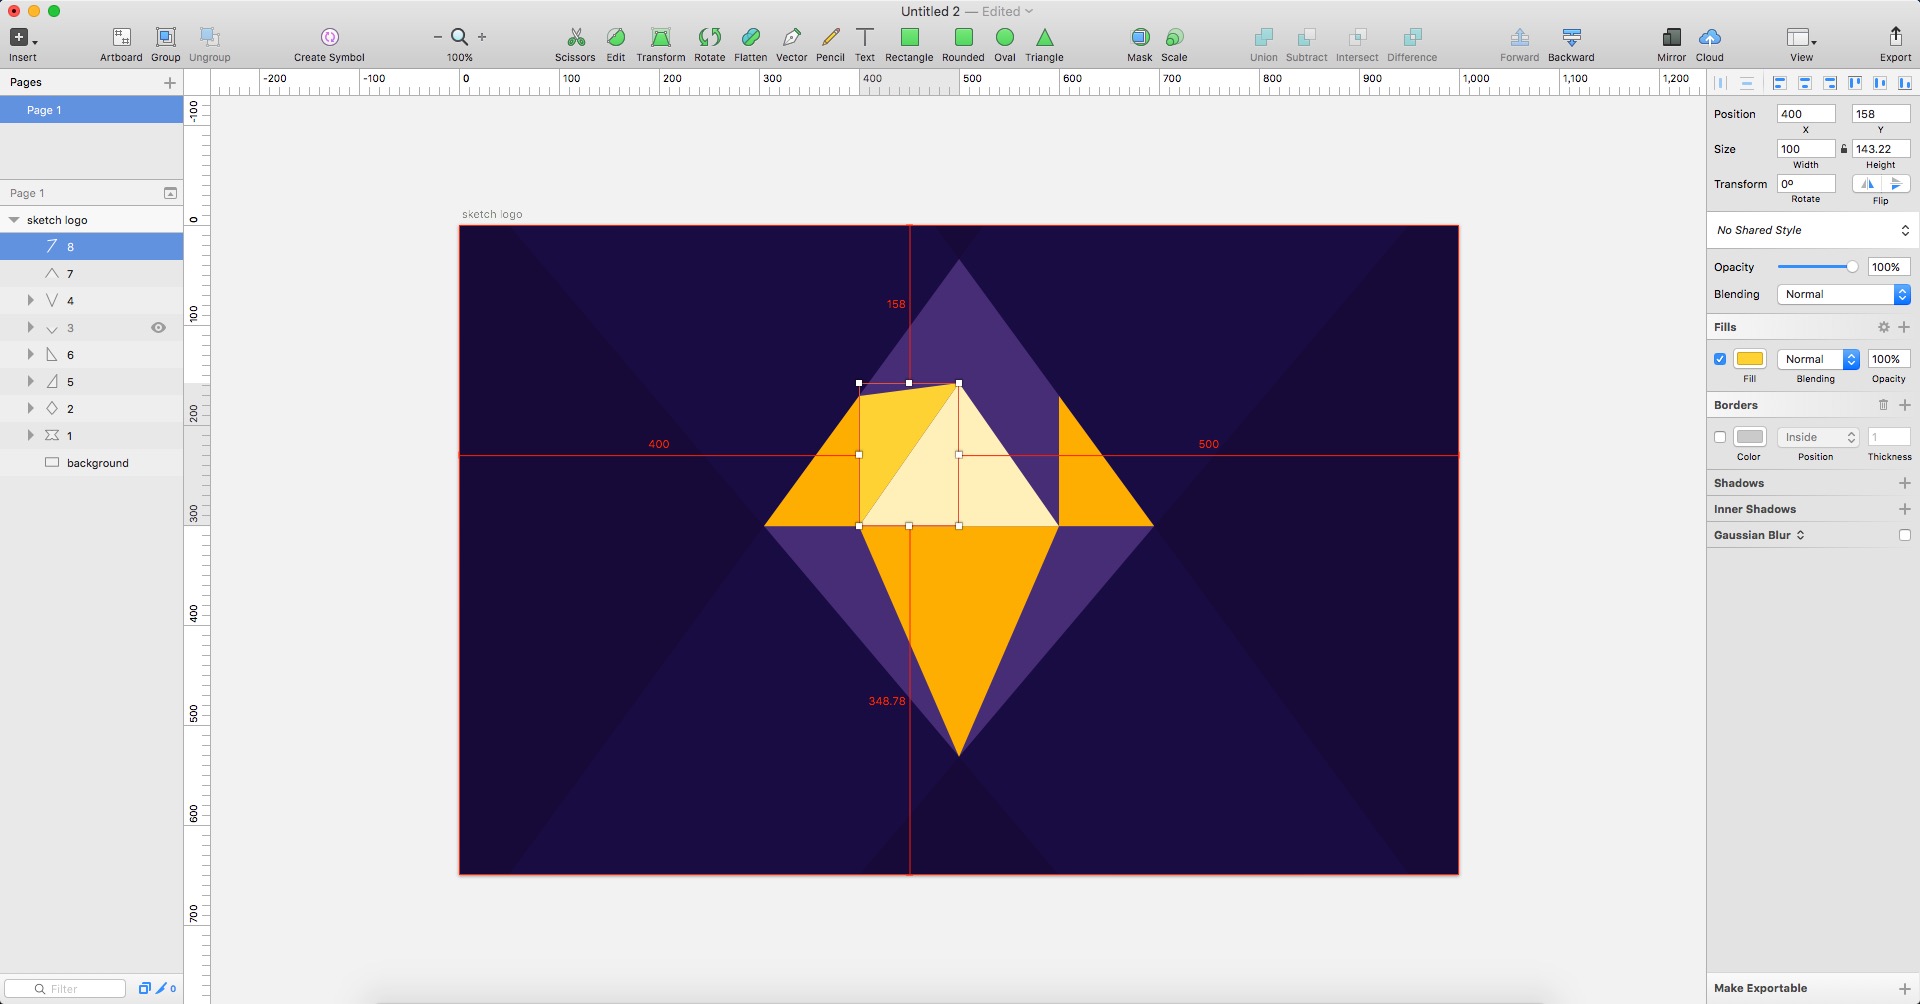 Untitled 2 — Edited
Insert
Artboard
Group
Ungroup
Create Symbol
100%
Scissors
Edit
Transform
Rotate
Flatten
Vector
Pencil
Text
Rectangle
Rounded
Oval
Triangle
Mask
Scale
Union
Subtract
Intersect
Difference
Forward
Backward
Mirror
Cloud
View
Export
Pages
Page 1
Page 1
sketch logo
8
7
4
3
6
5
2
1
background
Filter
0
-200
-100
0
100
200
300
400
500
600
700
800
900
1,000
1,100
1,200
-100
0
100
200
300
400
500
600
700
sketch logo
158
400
500
348.78
Position
400
158
X
Y
Size
100
143.22
Width
Height
Transform
0º
Rotate
Flip
No Shared Style
Opacity
100%
Blending
Normal
Fills
Normal
100%
Fill
Blending
Opacity
Borders
Inside
1
Color
Position
Thickness
Shadows
Inner Shadows
Gaussian Blur
Make Exportable